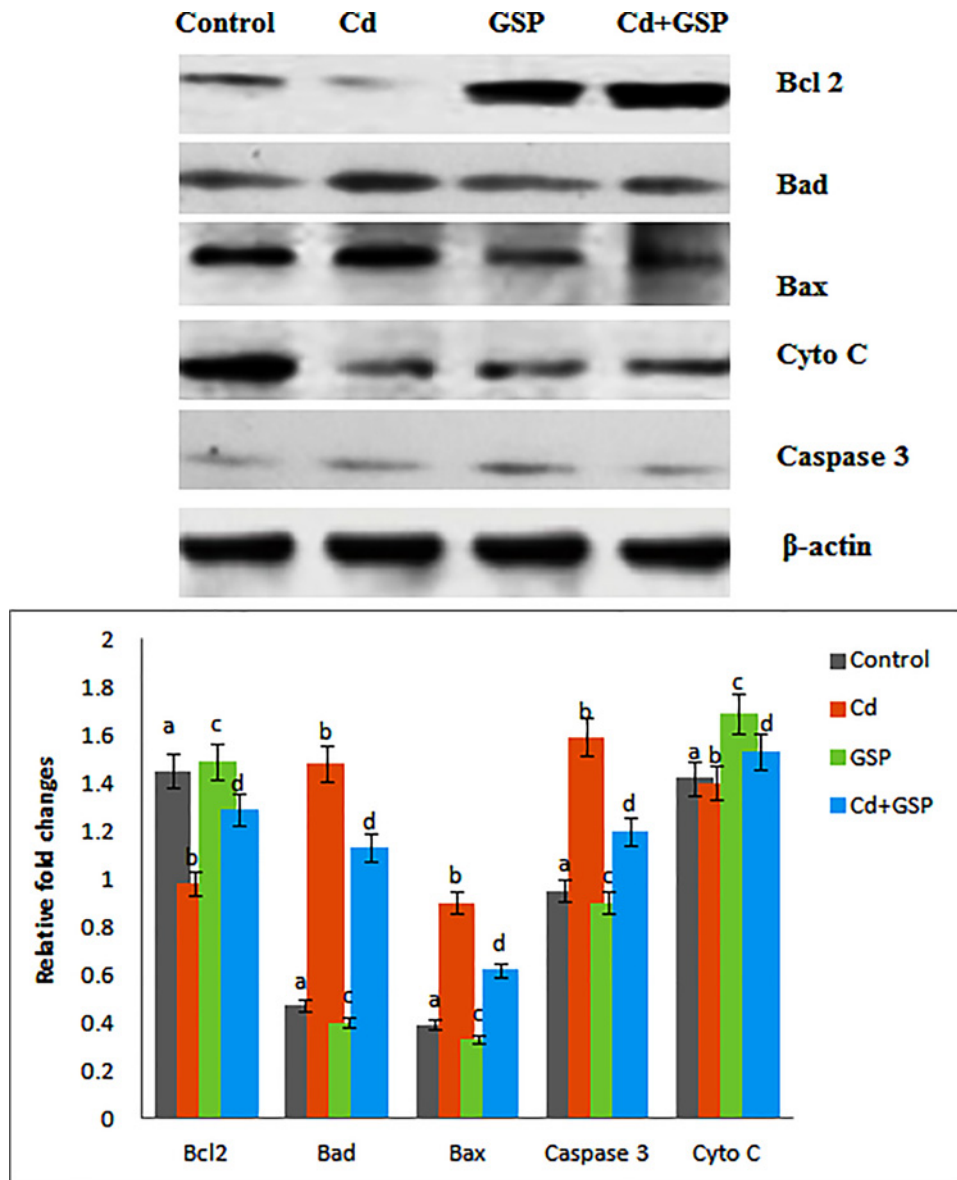 Control Cd GSP Cd+GSP
Bcl 2
Bad
Bax
Cyto C
Caspase 3
β-actin
2
1.8
1.6
1.4
1.2
1
0.8
0.6
0.4
0.2
0
Relative fold changes
a b c d
a b c d
a b c d
a b c d
a b c d
Bcl2 Bad Bax Caspase 3 Cyto C
Control
Cd
GSP
Cd+GSP